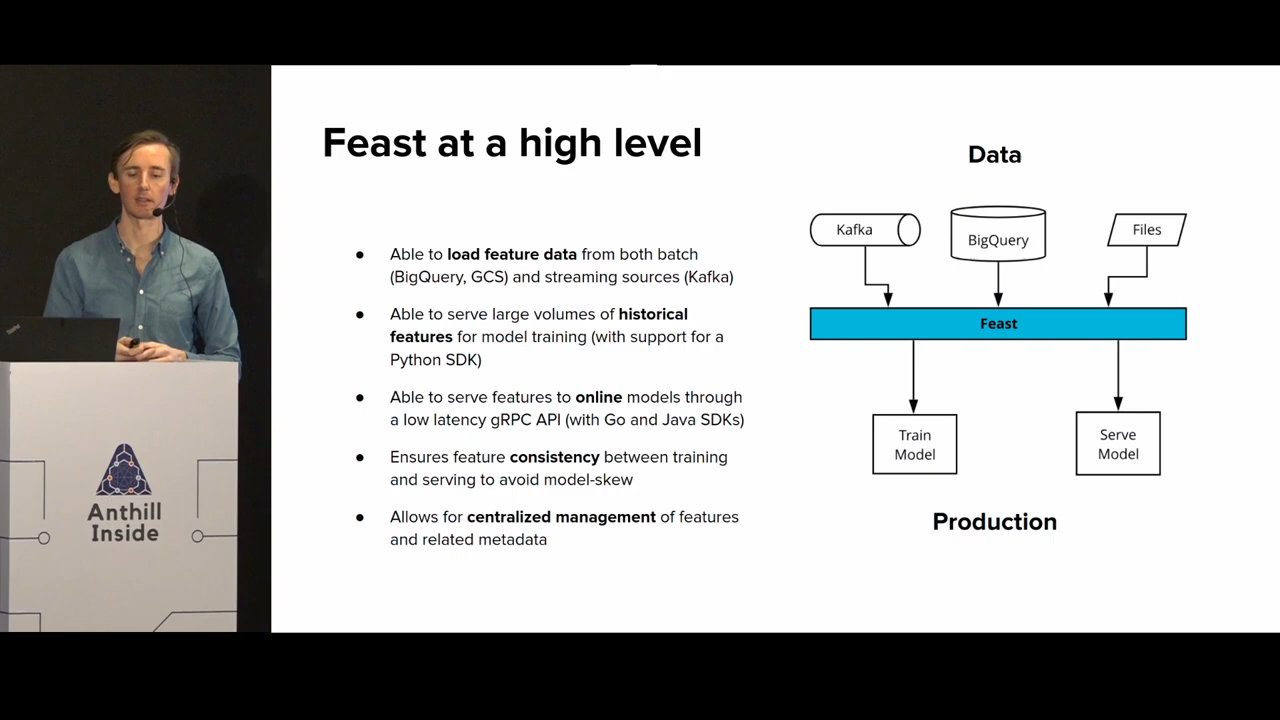 Feast at a high level
● Able to load feature data from both batch
(BigQuery, GCS) and streaming sources (Kafka)
● Able to serve large volumes of historical
features for model training (with support for a
Python SDK)
● Able to serve features to online models through
a low latency gRPC API (with Go and Java SDKs)
● Ensures feature consistency between training
and serving to avoid model-skew
● Allows for centralized management of features
and related metadata
Data
Kafka
BigQuery
Files
Feast
Train
Model
Serve
Model
Production
Anthill
Inside